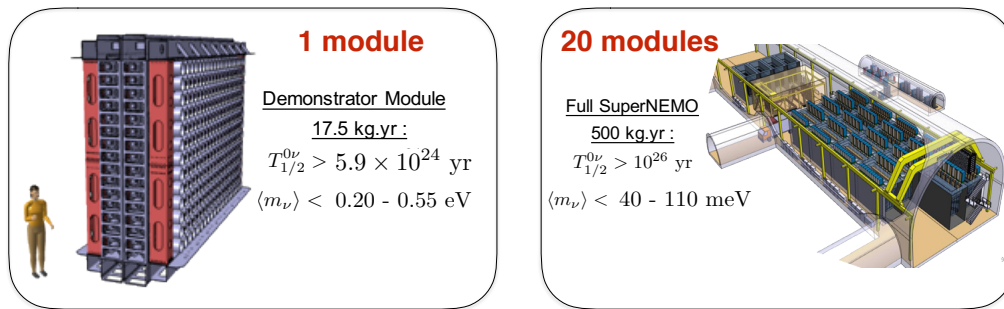 1 module
Demonstrator Module
17.5 kg.yr :
T_{1/2}^{0ν} > 5.9 × 10^{24} yr
⟨m_ν⟩ < 0.20 - 0.55 eV
20 modules
Full SuperNEMO
500 kg.yr :
T_{1/2}^{0ν} > 10^{26} yr
⟨m_ν⟩ < 40 - 110 meV